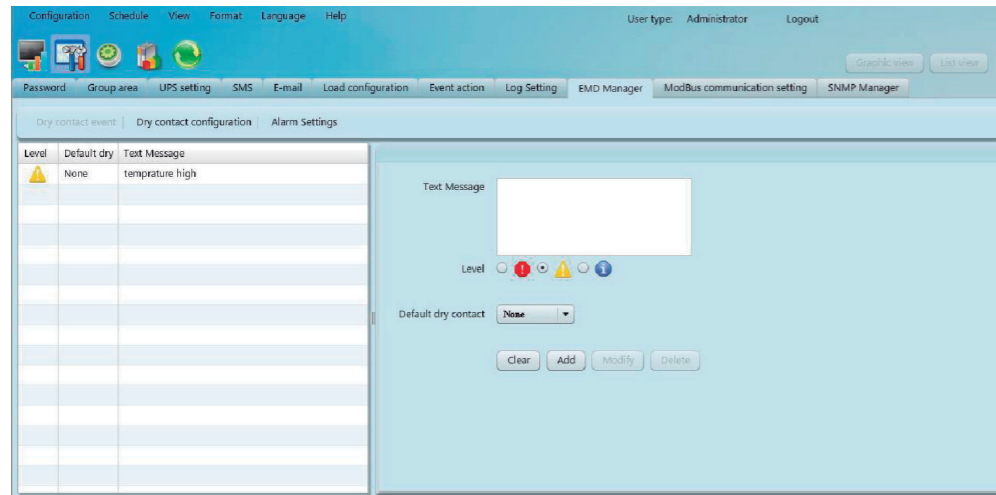 Configuration Schedule View Format Language Help User type: Administrator Logout
Graphic view List view
Password Group area UPS setting SMS E-mail Load configuration Event action Log Setting EMD Manager ModBus communication setting SNMP Manager
Dry contact event Dry contact configuration Alarm Settings
Level Default dry Text Message
None temprature high
Text Message
Level
Default dry contact None
Clear Add Modify Delete